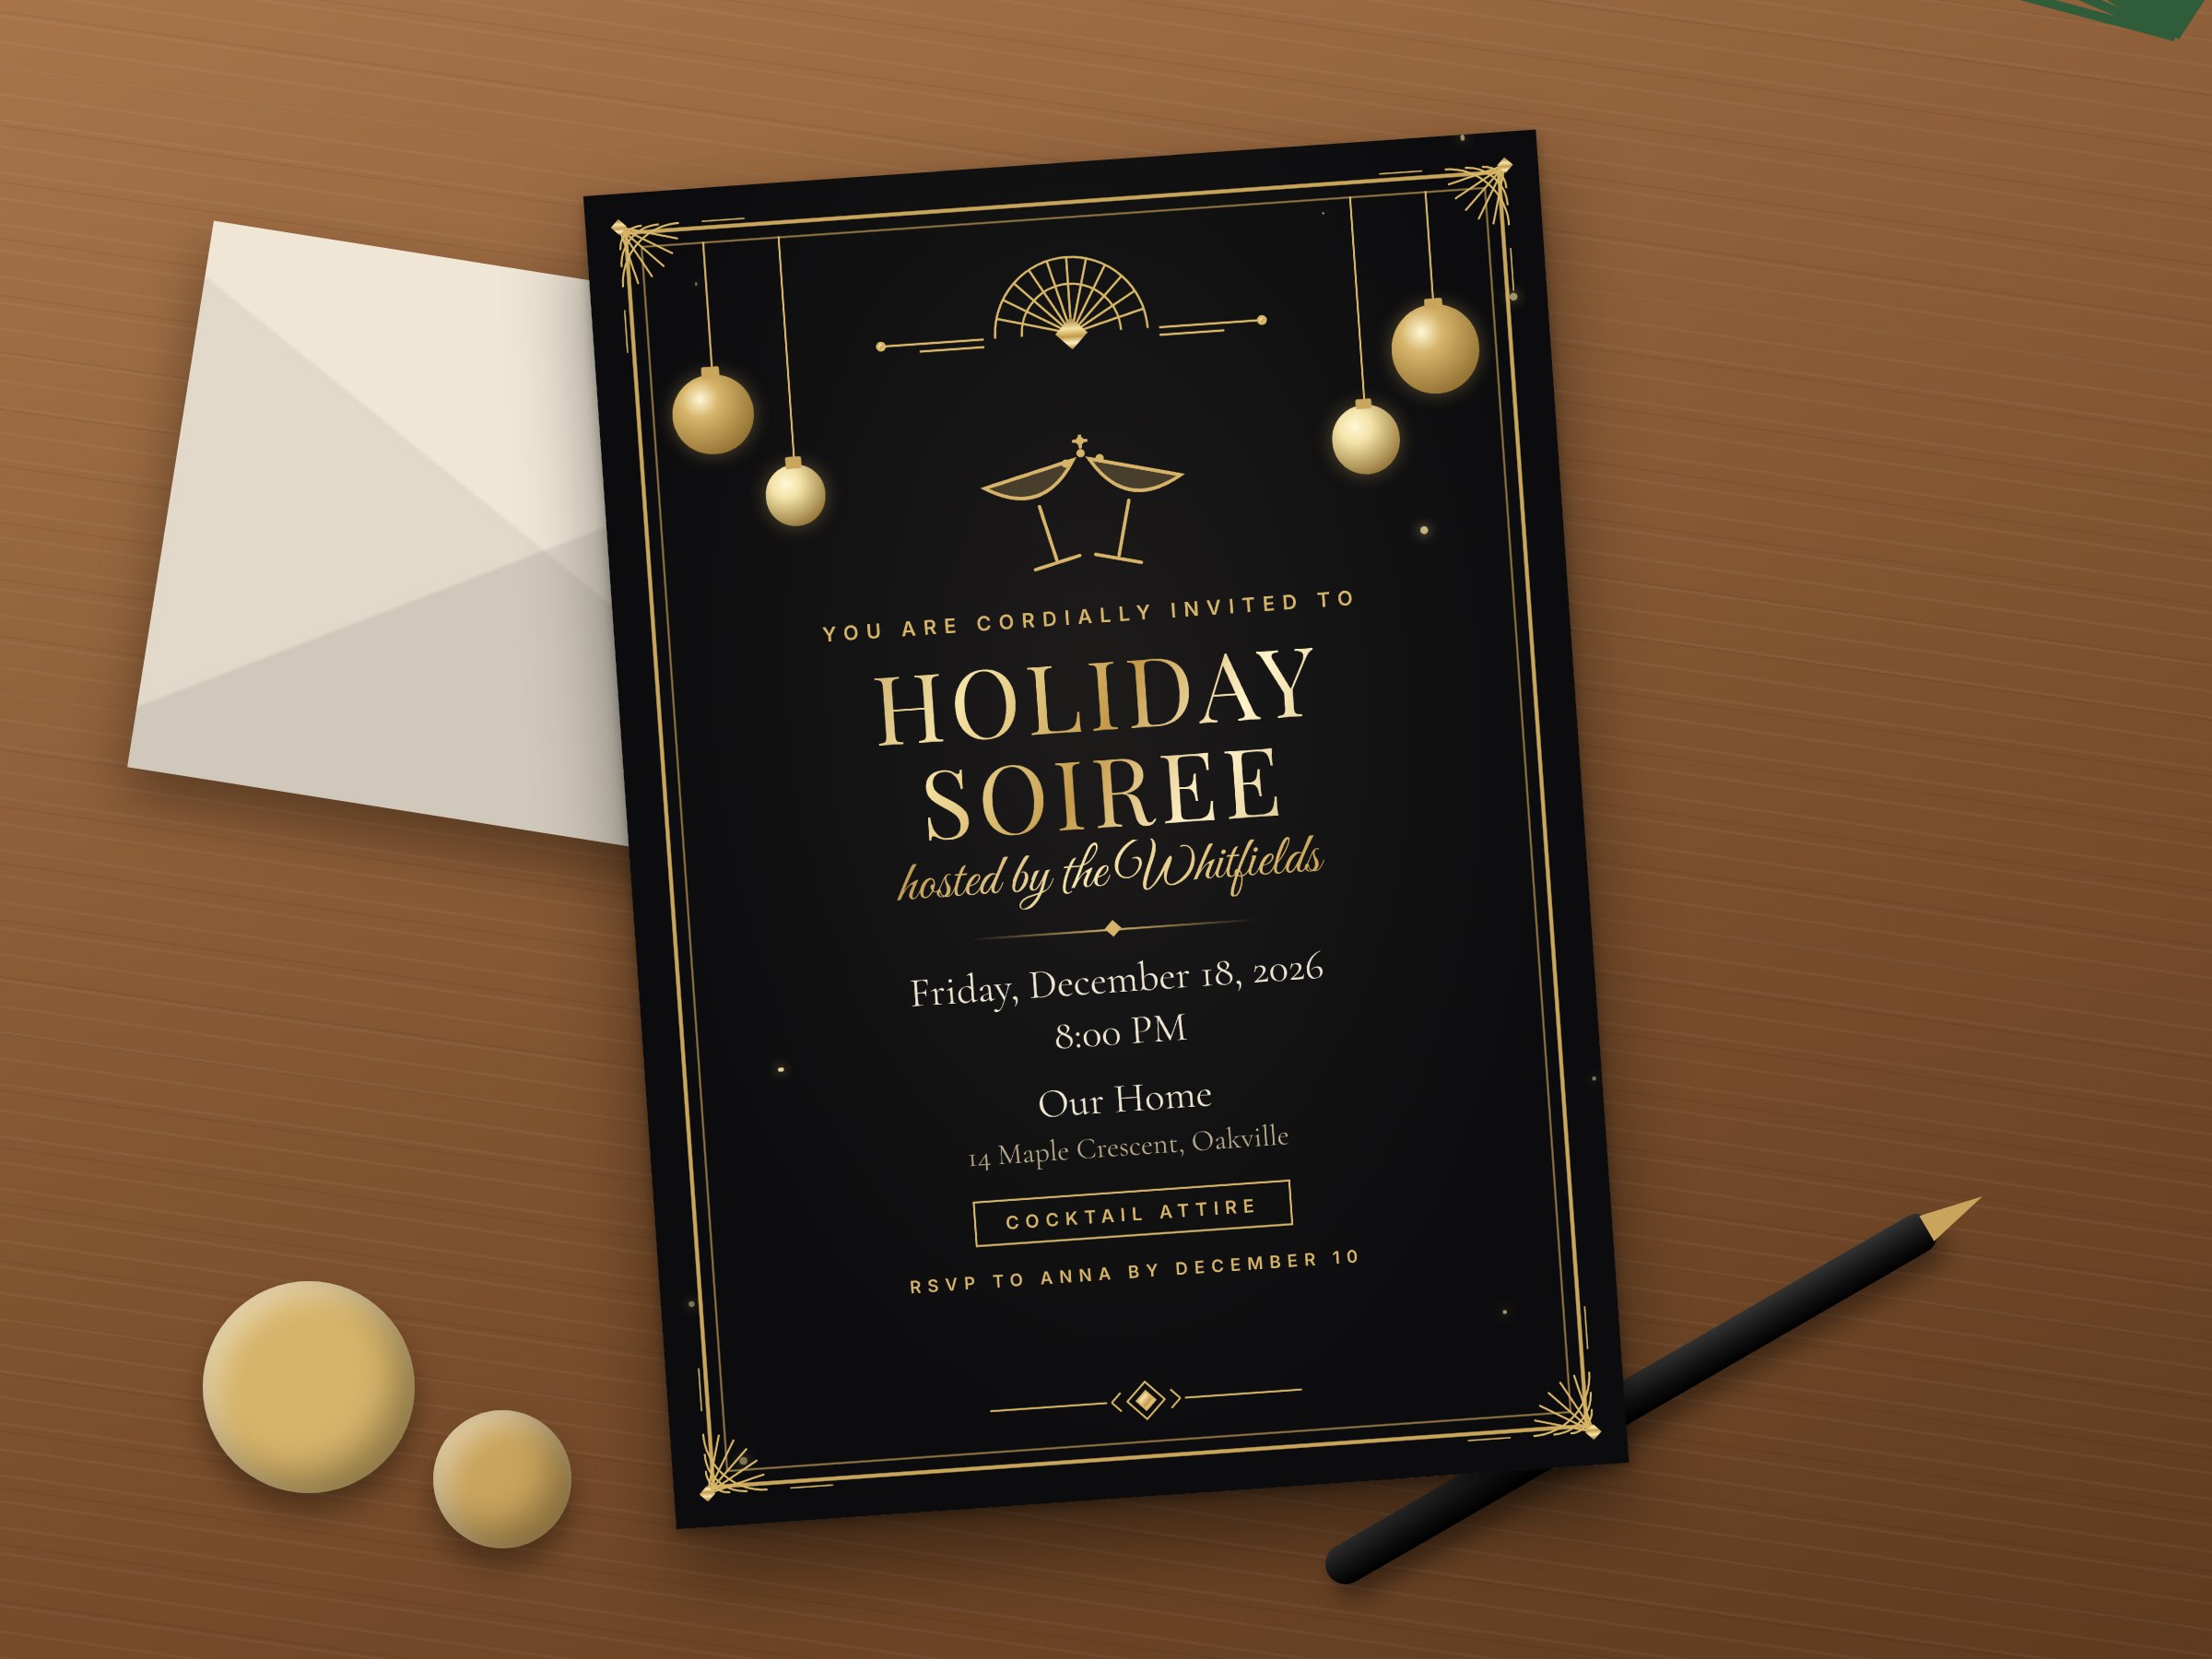 YOU ARE CORDIALLY INVITED TO
HOLIDAY
SOIREE
hosted by the Whitfields
Friday, December 18, 2026
8:00 PM
Our Home
14 Maple Crescent, Oakville
COCKTAIL ATTIRE
RSVP TO ANNA BY DECEMBER 10